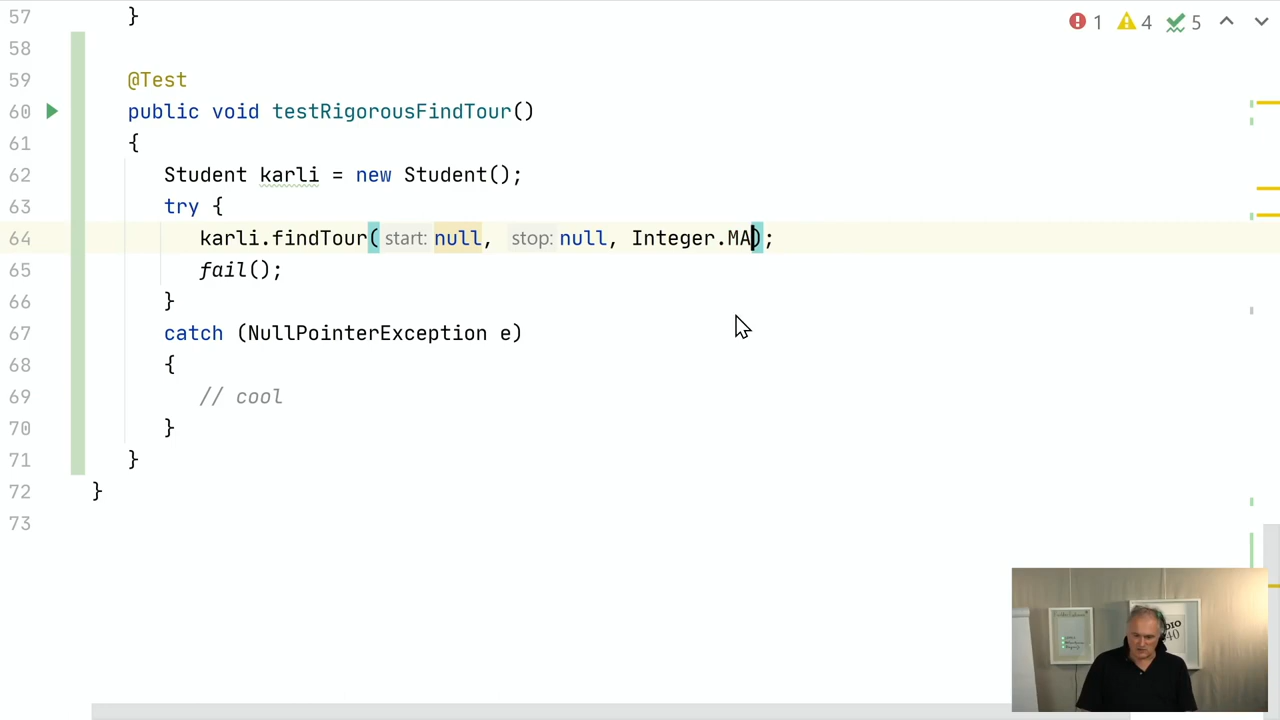 57 }
1 4 5
58
59 @Test
60 public void testRigorousFindTour()
61 {
62 Student karli = new Student();
63 try {
64 karli.findTour( start: null, stop: null, Integer.MA);
65 fail();
66 }
67 catch (NullPointerException e)
68 {
69 // cool
70 }
71 }
72 }
73
40